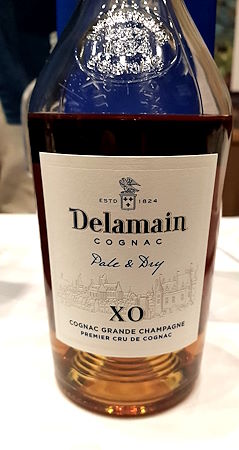 ESTD 1824
Delamain
COGNAC
Pale & Dry
XO
COGNAC GRANDE CHAMPAGNE
PREMIER CRU DE COGNAC